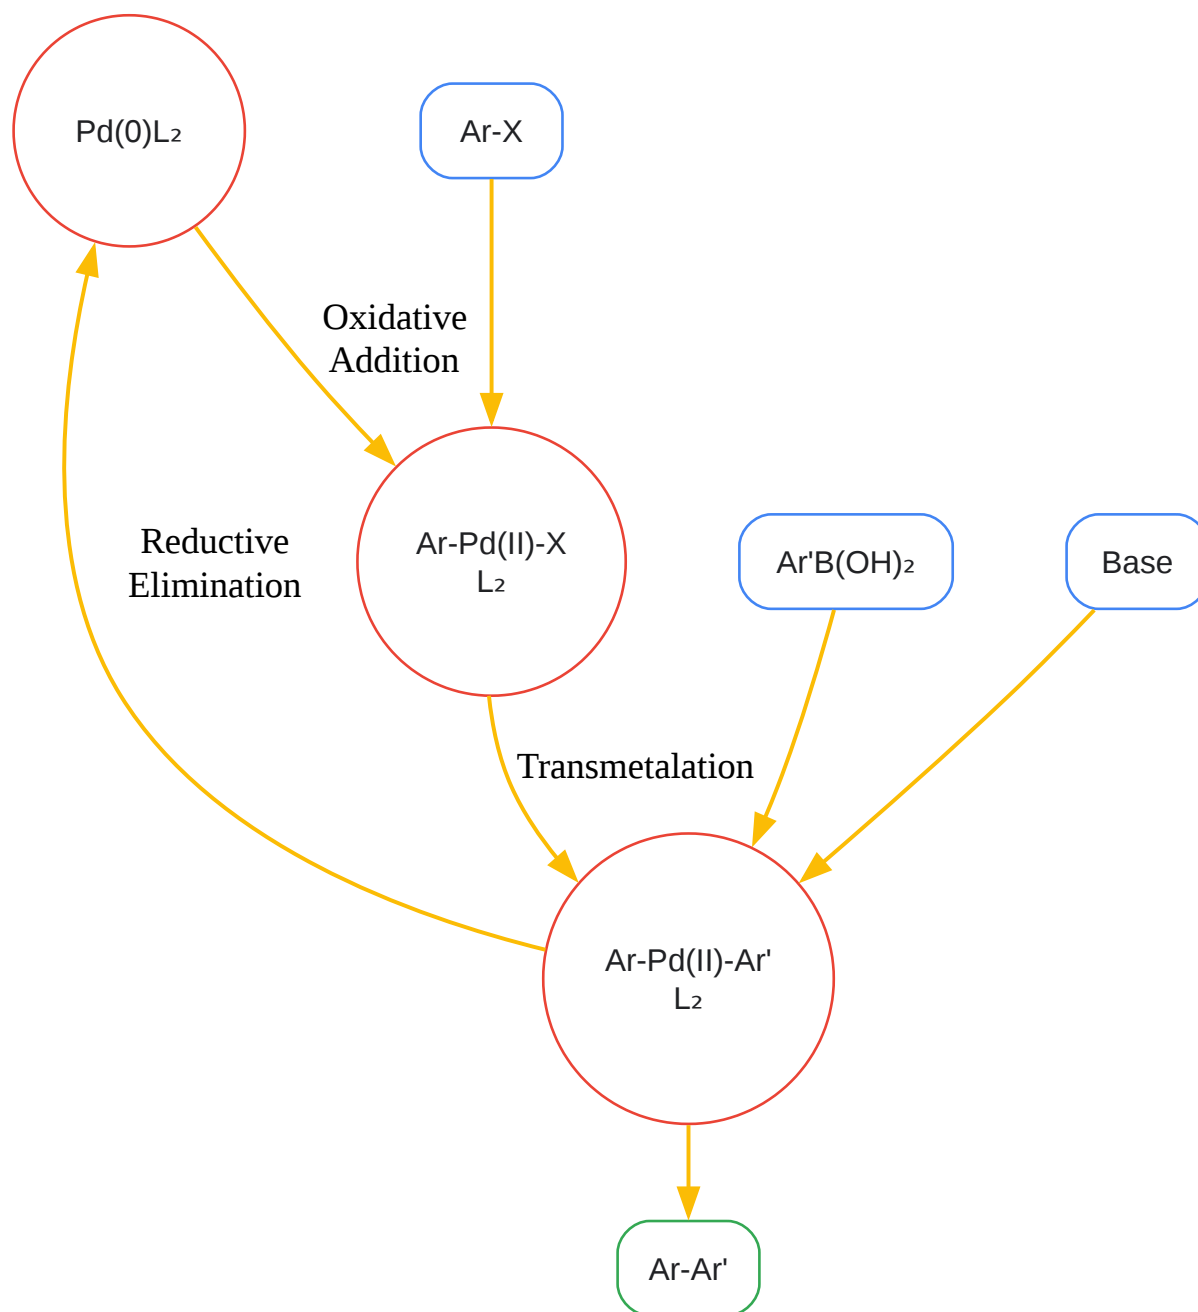 Pd(0)L₂
Ar-X
Oxidative
Addition
Reductive
Elimination
Ar-Pd(II)-X
L₂
Ar'B(OH)₂
Base
Transmetalation
Ar-Pd(II)-Ar'
L₂
Ar-Ar'